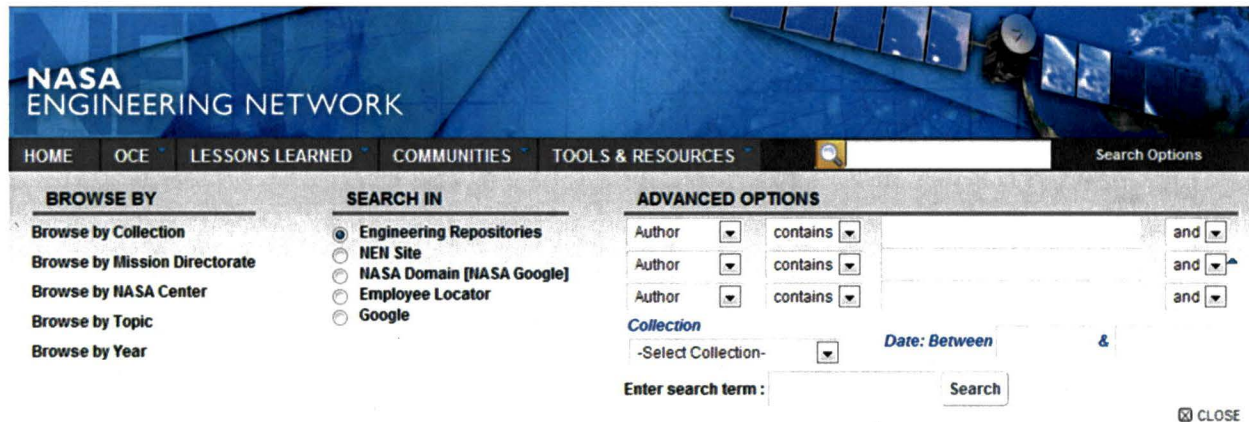 NASA
ENGINEERING NETWORK
HOME OCE LESSONS LEARNED COMMUNITIES TOOLS & RESOURCES Search Options
BROWSE BY
Browse by Collection
Browse by Mission Directorate
Browse by NASA Center
Browse by Topic
Browse by Year
SEARCH IN
Engineering Repositories
NEN Site
NASA Domain [NASA Google]
Employee Locator
Google
ADVANCED OPTIONS
Author contains and
Author contains and
Author contains and
Collection
-Select Collection- Date: Between &
Enter search term : Search
CLOSE